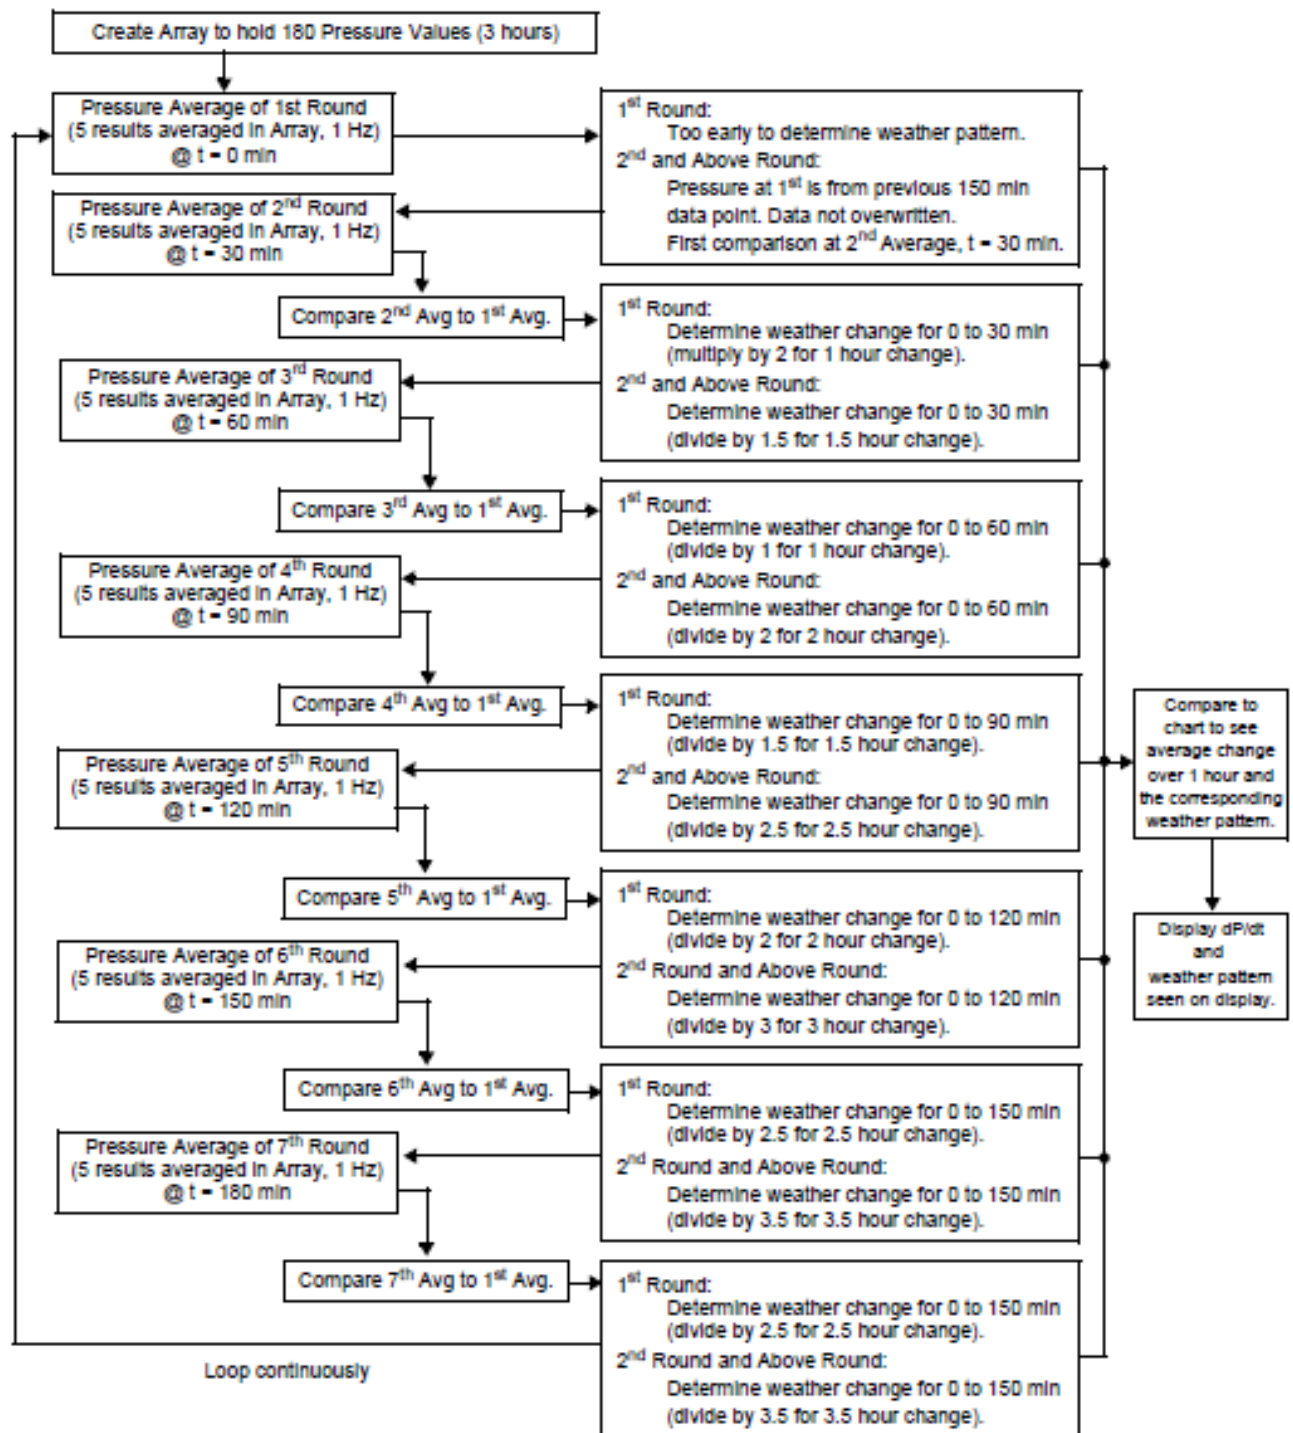 Create Array to hold 180 Pressure Values (3 hours)
Pressure Average of 1st Round
(5 results averaged in Array, 1 Hz)
@ t = 0 min
1st Round:
Too early to determine weather pattern.
2nd and Above Round:
Pressure at 1st is from previous 150 min
data point. Data not overwritten.
First comparison at 2nd Average, t = 30 min.
Pressure Average of 2nd Round
(5 results averaged in Array, 1 Hz)
@ t = 30 min
Compare 2nd Avg to 1st Avg.
1st Round:
Determine weather change for 0 to 30 min
(multiply by 2 for 1 hour change).
2nd and Above Round:
Determine weather change for 0 to 30 min
(divide by 1.5 for 1.5 hour change).
Pressure Average of 3rd Round
(5 results averaged in Array, 1 Hz)
@ t = 60 min
Compare 3rd Avg to 1st Avg.
1st Round:
Determine weather change for 0 to 60 min
(divide by 1 for 1 hour change).
2nd and Above Round:
Determine weather change for 0 to 60 min
(divide by 2 for 2 hour change).
Pressure Average of 4th Round
(5 results averaged in Array, 1 Hz)
@ t = 90 min
Compare 4th Avg to 1st Avg.
1st Round:
Determine weather change for 0 to 90 min
(divide by 1.5 for 1.5 hour change).
2nd and Above Round:
Determine weather change for 0 to 90 min
(divide by 2.5 for 2.5 hour change).
Pressure Average of 5th Round
(5 results averaged in Array, 1 Hz)
@ t = 120 min
Compare 5th Avg to 1st Avg.
1st Round:
Determine weather change for 0 to 120 min
(divide by 2 for 2 hour change).
2nd Round and Above Round:
Determine weather change for 0 to 120 min
(divide by 3 for 3 hour change).
Pressure Average of 6th Round
(5 results averaged in Array, 1 Hz)
@ t = 150 min
Compare 6th Avg to 1st Avg.
1st Round:
Determine weather change for 0 to 150 min
(divide by 2.5 for 2.5 hour change).
2nd Round and Above Round:
Determine weather change for 0 to 150 min
(divide by 3.5 for 3.5 hour change).
Pressure Average of 7th Round
(5 results averaged in Array, 1 Hz)
@ t = 180 min
Compare 7th Avg to 1st Avg.
1st Round:
Determine weather change for 0 to 150 min
(divide by 2.5 for 2.5 hour change).
2nd Round and Above Round:
Determine weather change for 0 to 150 min
(divide by 3.5 for 3.5 hour change).
Loop continuously
Compare to
chart to see
average change
over 1 hour and
the corresponding
weather pattern.
Display dP/dt
and
weather pattern
seen on display.